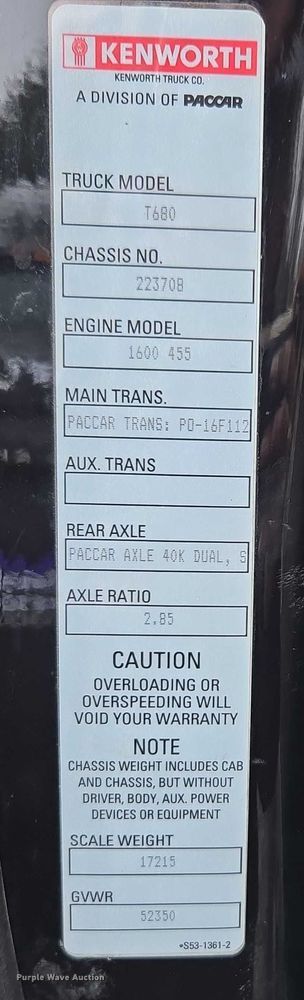 KENWORTH
KENWORTH TRUCK CO.
A DIVISION OF PACCAR
TRUCK MODEL
T680
CHASSIS NO.
223708
ENGINE MODEL
1600 455
MAIN TRANS.
PACCAR TRANS: PO-16F112
AUX. TRANS
REAR AXLE
PACCAR AXLE 40K DUAL, S
AXLE RATIO
2.85
CAUTION
OVERLOADING OR
OVERSPEEDING WILL
VOID YOUR WARRANTY
NOTE
CHASSIS WEIGHT INCLUDES CAB
AND CHASSIS, BUT WITHOUT
DRIVER, BODY, AUX. POWER
DEVICES OR EQUIPMENT
SCALE WEIGHT
17215
GVWR
52350
*S53-1361-2
Purple Wave Auction